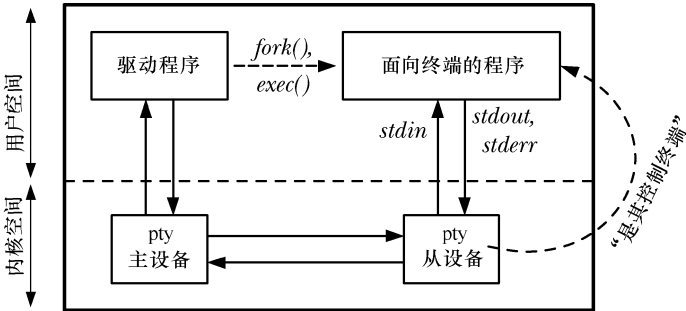 驱动程序
fork(),
exec()
面向终端的程序
stdin
stdout,
stderr
用户空间
“是其控制终端”
内核空间
pty
主设备
pty
从设备